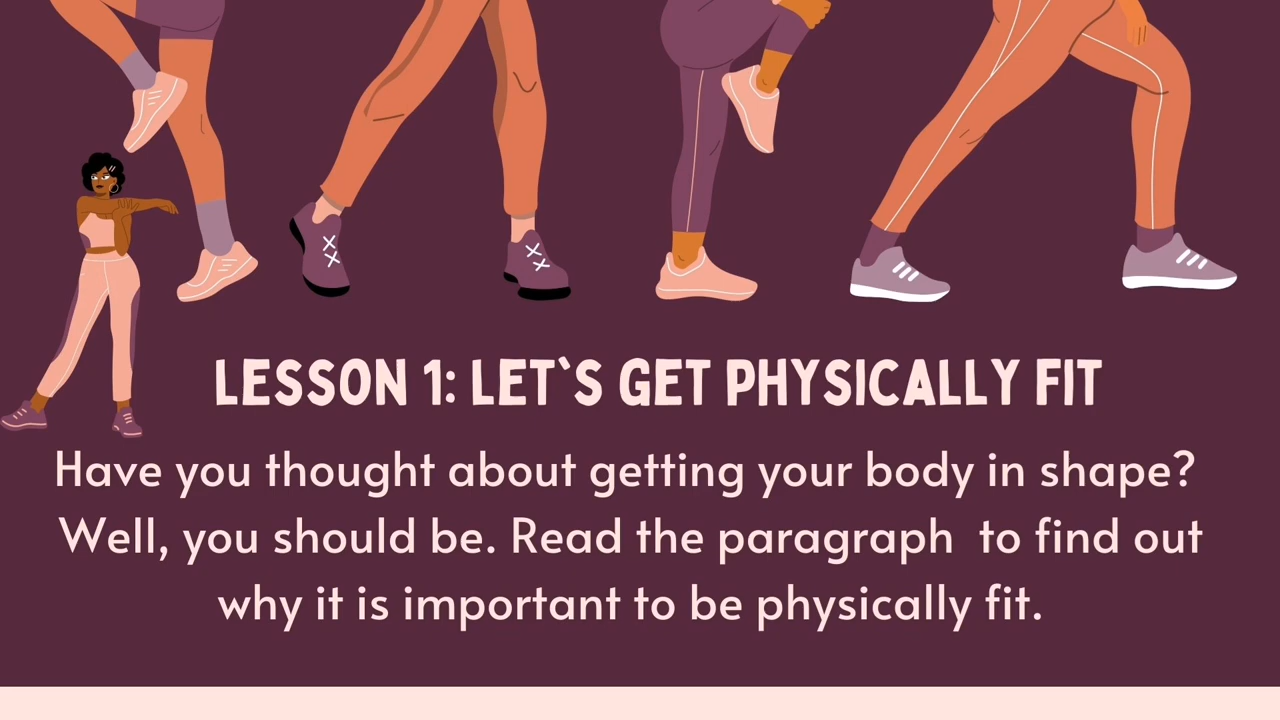 LESSON 1: LET`S GET PHYSICALLY FIT
Have you thought about getting your body in shape?
Well, you should be. Read the paragraph  to find out
why it is important to be physically fit.